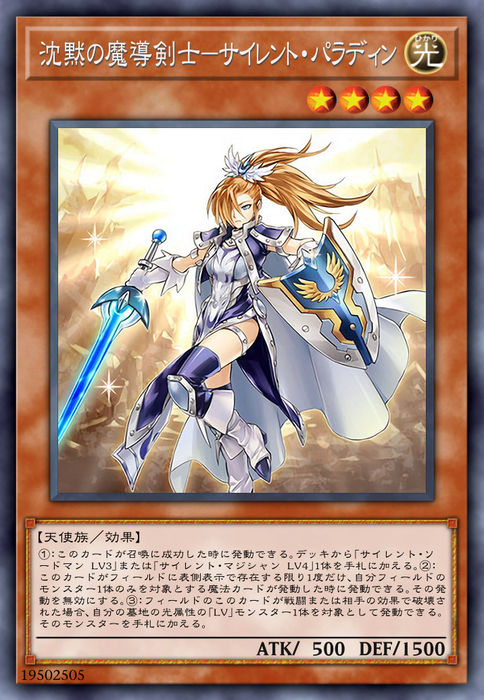 沈黙の魔導剣士－サイレント・パラディン
ひかり
光
【天使族／効果】
①：このカードが召喚に成功した時に発動できる。デッキから「サイレント・ソ
ードマン LV3」または「サイレント・マジシャン LV4」1体を手札に加える。②：
このカードがフィールドに表側表示で存在する限り1度だけ、自分フィールドの
モンスター1体のみを対象とする魔法カードが発動した時に発動できる。その発
動を無効にする。③：フィールドのこのカードが戦闘または相手の効果で破壊さ
れた場合、自分の墓地の光属性の「LV」モンスター1体を対象として発動できる。
そのモンスターを手札に加える。
ATK/ 500 DEF/1500
19502505